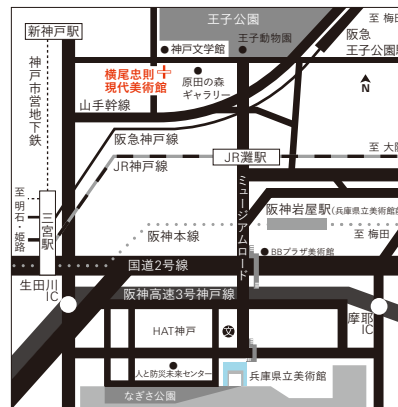 王子公園
至 梅田
新神戸駅
阪急
王子公園駅
神戸文学館
王子動物園
横尾忠則
現代美術館
原田の森
ギャラリー
N
神戸市営地下鉄
山手幹線
阪急神戸線
JR神戸線
JR灘駅
至 大阪
ミュージアムロード
至
明石・姫路
三宮駅
阪神岩屋駅(兵庫県立美術館前)
阪神本線
至 梅田
BBプラザ美術館
国道2号線
生田川
IC
阪神高速3号神戸線
摩耶
IC
HAT神戸
文
人と防災未来センター
兵庫県立美術館
なぎさ公園